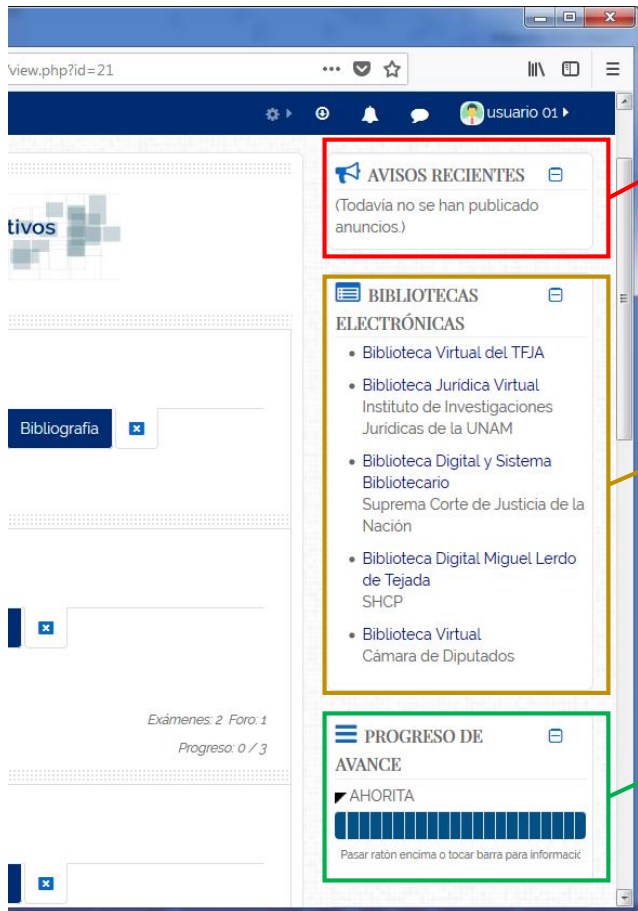 /view.php?id=21
usuario 01
AVISOS RECIENTES
(Todavía no se han publicado
anuncios.)
tivos
BIBLIOTECAS
ELECTRÓNICAS
Biblioteca Virtual del TFJA
Biblioteca Jurídica Virtual
Instituto de Investigaciones
Jurídicas de la UNAM
Bibliografía
Biblioteca Digital y Sistema
Bibliotecario
Suprema Corte de Justicia de la
Nación
Biblioteca Digital Miguel Lerdo
de Tejada
SHCP
Biblioteca Virtual
Cámara de Diputados
Exámenes: 2 Foro: 1
Progreso: 0 / 3
PROGRESO DE
AVANCE
AHORITA
Pasar ratón encima o tocar barra para informació